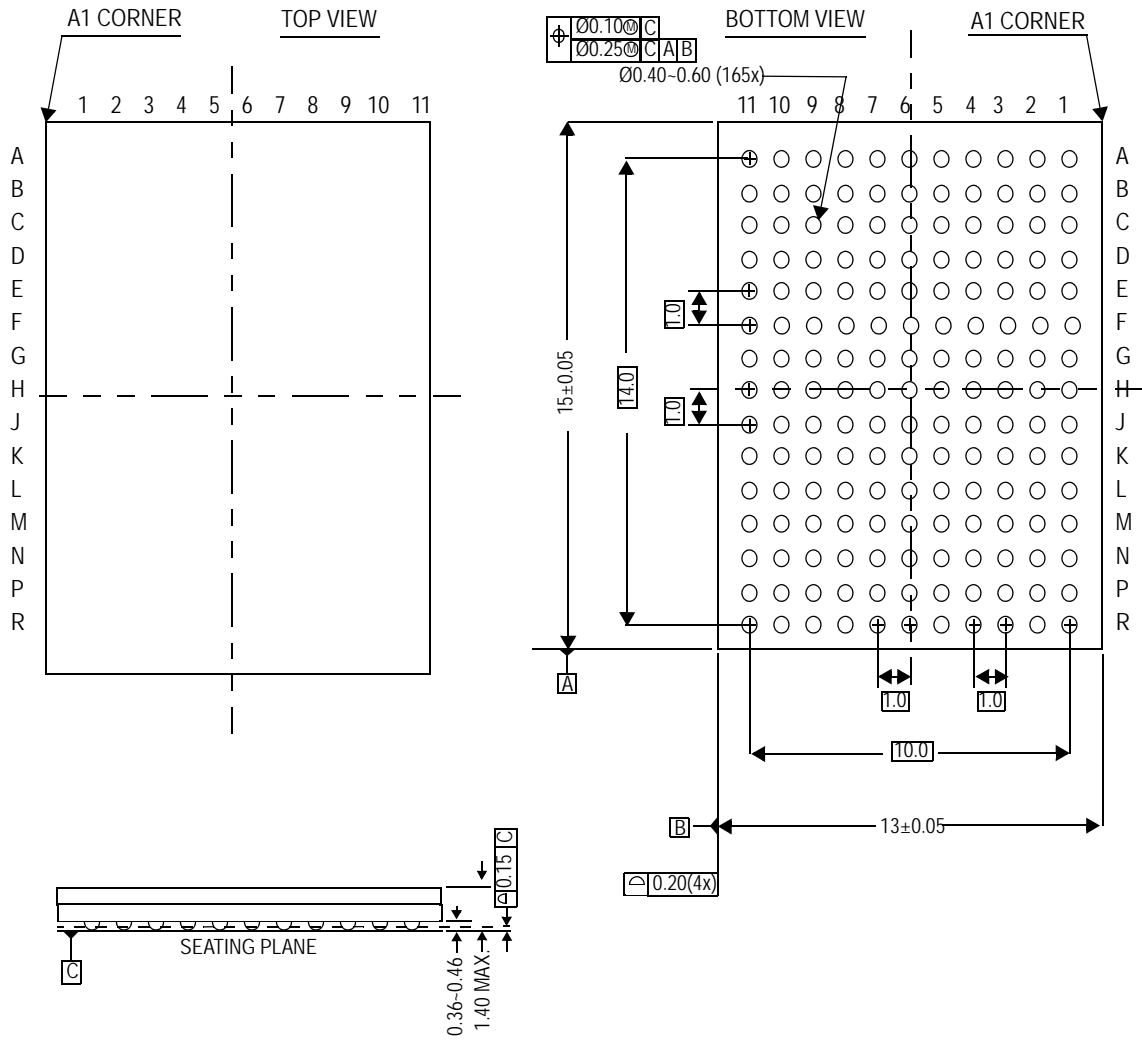 A1 CORNER TOP VIEW
1 2 3 4 5 6 7 8 9 10 11
A
B
C
D
E
F
G
H
J
K
L
M
N
P
R
Ø0.10Ⓜ C
Ø0.25Ⓜ C A B
BOTTOM VIEW A1 CORNER
Ø0.40~0.60 (165x)
11 10 9 8 7 6 5 4 3 2 1
A
B
C
D
E
F
G
H
J
K
L
M
N
P
R
1.0
1.0
14.0
15±0.05
A
1.0 1.0
10.0
B 13±0.05
0.20(4x)
0.15 C
SEATING PLANE
C
0.36~0.46
1.40 MAX.